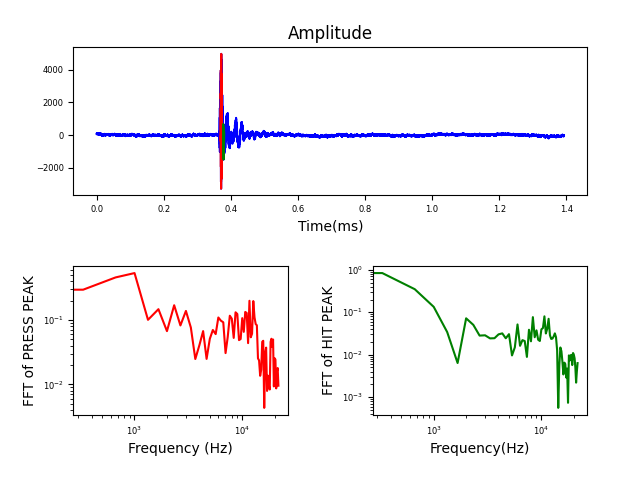 Amplitude
4000
2000
0
−2000
0.0 0.2 0.4 0.6 0.8 1.0 1.2 1.4
Time(ms)
FFT of PRESS PEAK
10⁻¹
10⁻²
10³ 10⁴
Frequency (Hz)
FFT of HIT PEAK
10⁰
10⁻¹
10⁻²
10⁻³
10³ 10⁴
Frequency(Hz)